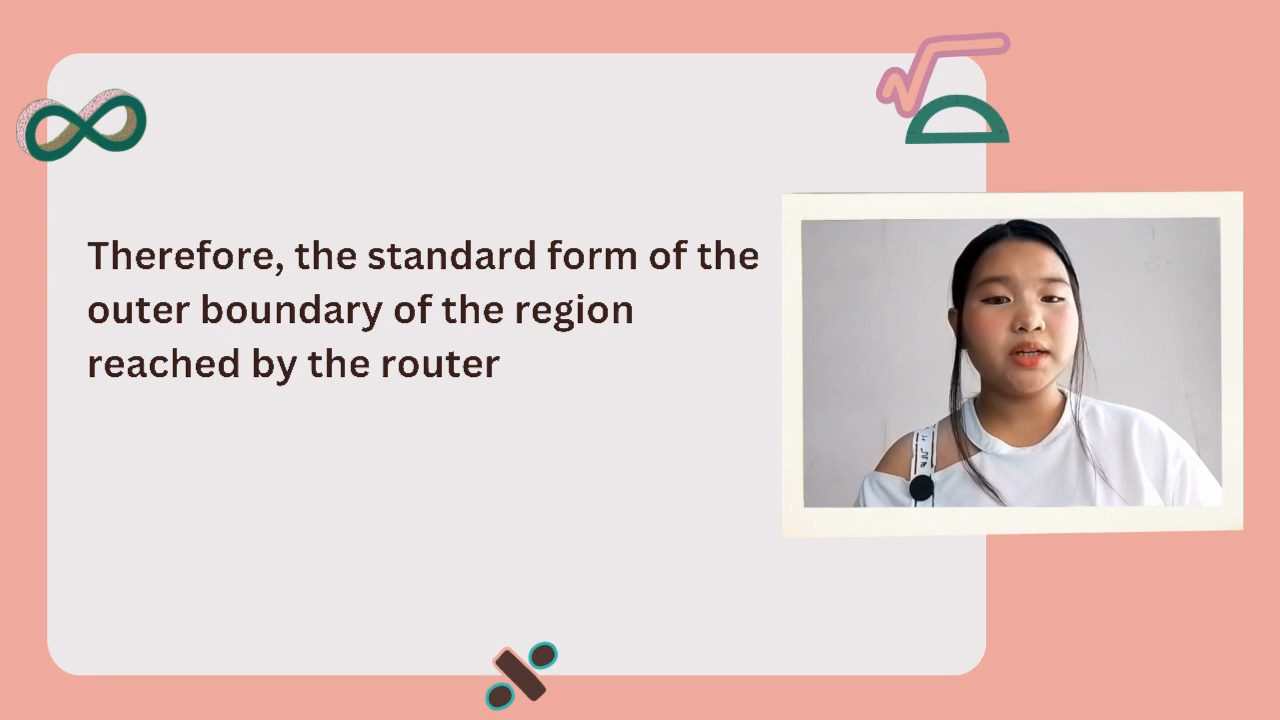 Therefore, the standard form of the
outer boundary of the region
reached by the router